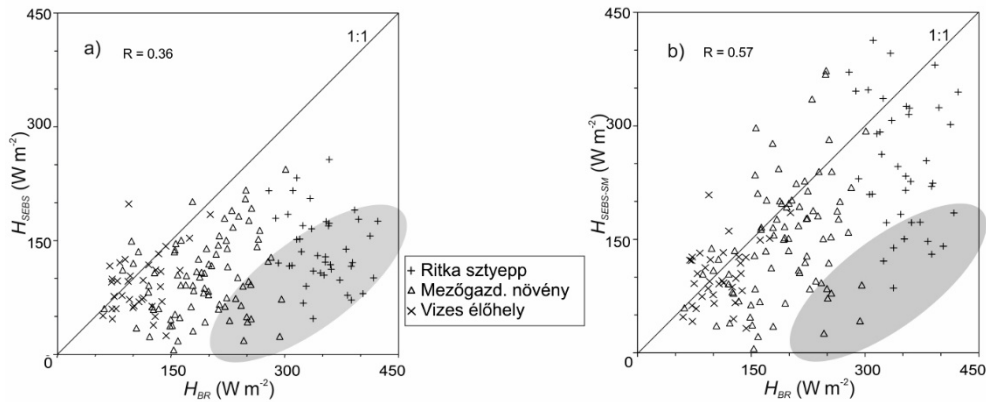 450
a)
R = 0.36
1:1
300
H_SEBS (W m⁻²)
150
0
150
300
450
H_BR (W m⁻²)
+ Ritka sztyepp
△ Mezőgazd. növény
× Vizes élőhely
450
b)
R = 0.57
1:1
300
H_SEBS-SM (W m⁻²)
150
0
150
300
450
H_BR (W m⁻²)